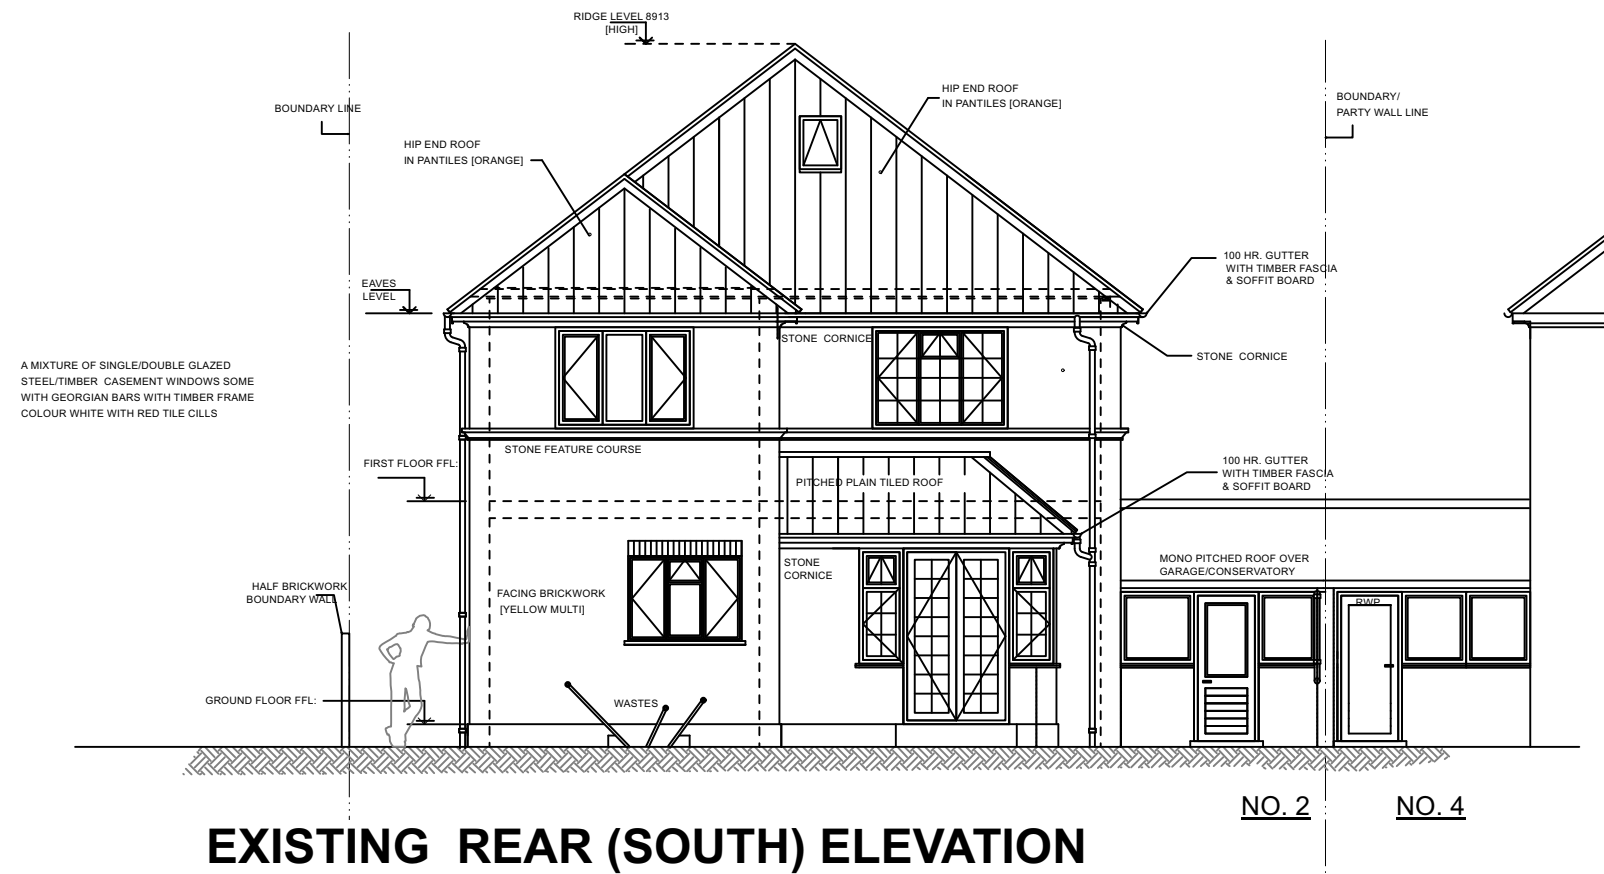 RIDGE LEVEL 8913
[HIGH]
BOUNDARY LINE
HIP END ROOF
IN PANTILES [ORANGE]
HIP END ROOF
IN PANTILES [ORANGE]
BOUNDARY/
PARTY WALL LINE
EAVES
LEVEL
100 HR. GUTTER
WITH TIMBER FASCIA
& SOFFIT BOARD
STONE CORNICE
STONE CORNICE
A MIXTURE OF SINGLE/DOUBLE GLAZED
STEEL/TIMBER CASEMENT WINDOWS SOME
WITH GEORGIAN BARS WITH TIMBER FRAME
COLOUR WHITE WITH RED TILE CILLS
STONE FEATURE COURSE
FIRST FLOOR FFL:
PITCHED PLAIN TILED ROOF
100 HR. GUTTER
WITH TIMBER FASCIA
& SOFFIT BOARD
STONE
CORNICE
MONO PITCHED ROOF OVER
GARAGE/CONSERVATORY
HALF BRICKWORK
BOUNDARY WALL
FACING BRICKWORK
[YELLOW MULTI]
RWP
GROUND FLOOR FFL:
WASTES
NO. 2
NO. 4
EXISTING REAR (SOUTH) ELEVATION